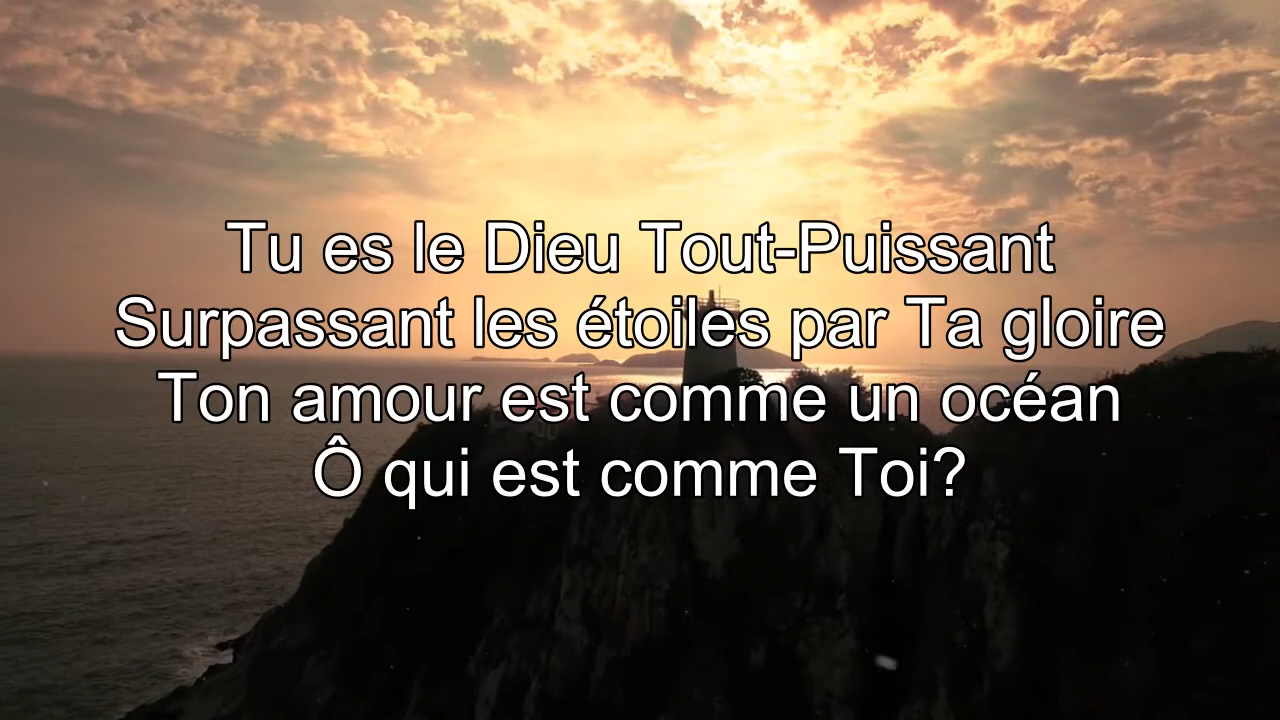 Tu es le Dieu Tout-Puissant
Surpassant les étoiles par Ta gloire
Ton amour est comme un océan
Ô qui est comme Toi?